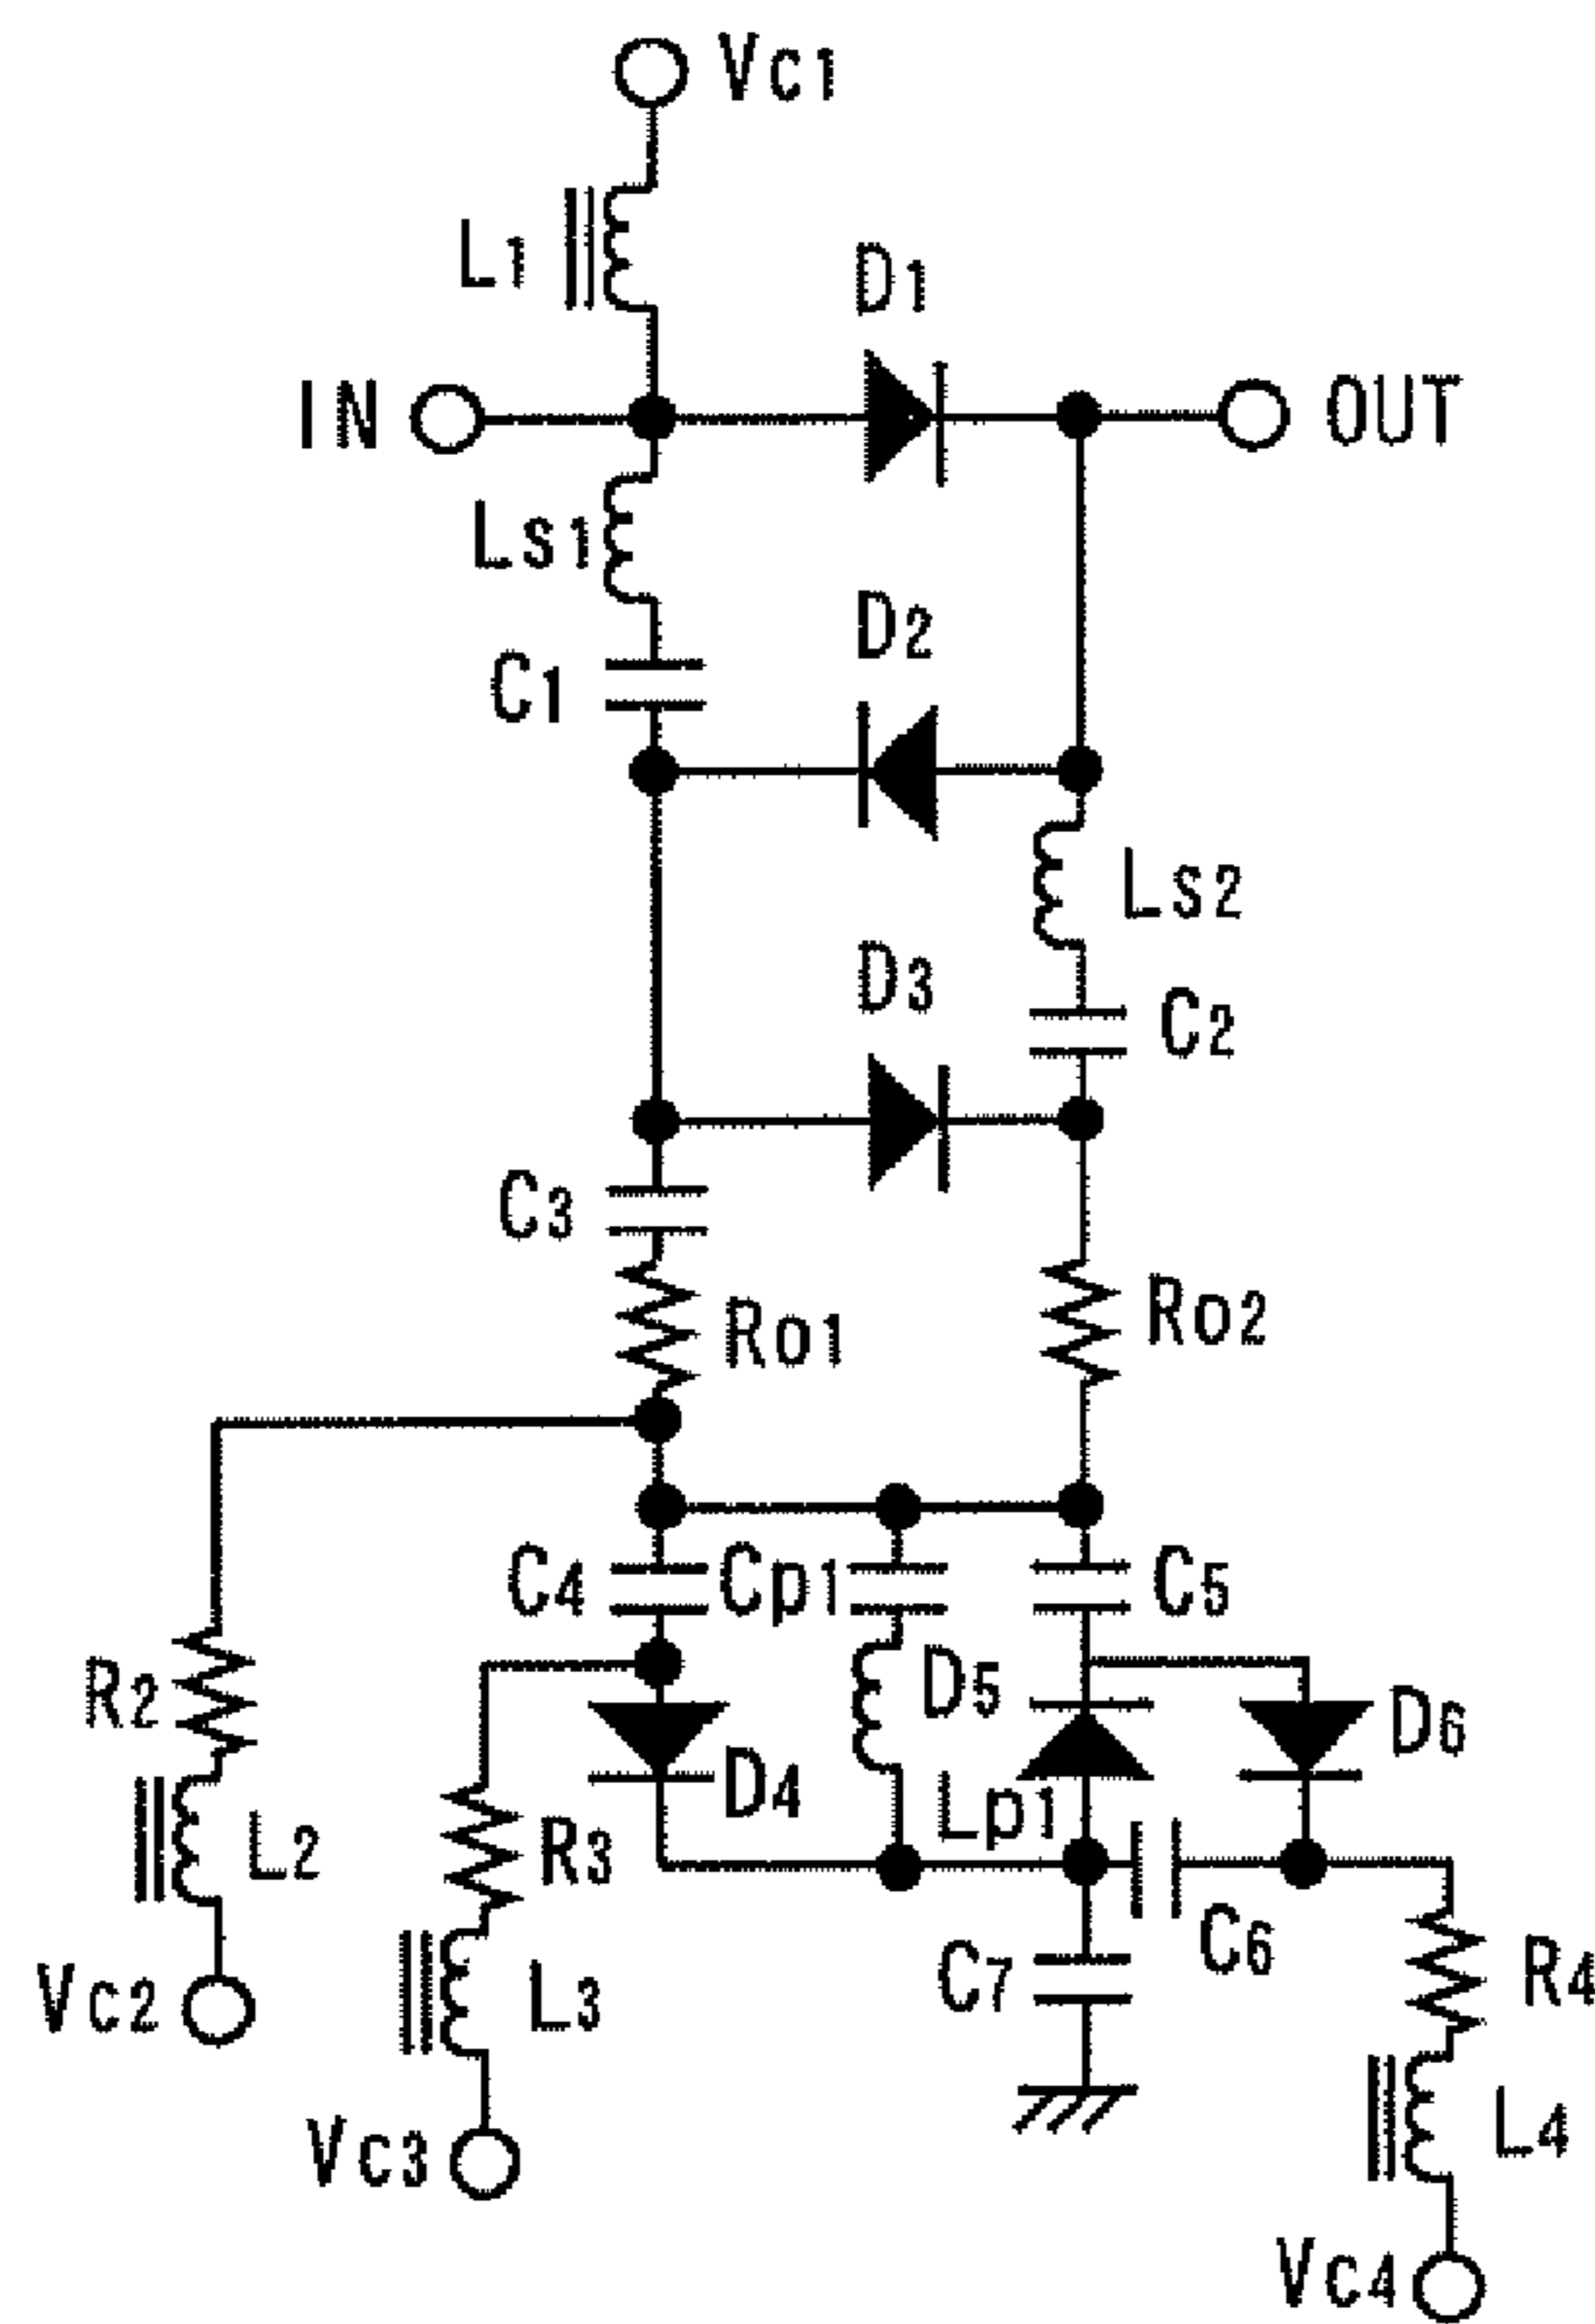 Vc1
L1
D1
IN
OUT
Ls1
D2
C1
Ls2
D3
C2
C3
Ro1
Ro2
C4
Cp1
C5
R2
D5
D6
D4
Lp1
L2
R3
C6
C7
R4
Vc2
L3
L4
Vc3
Vc4